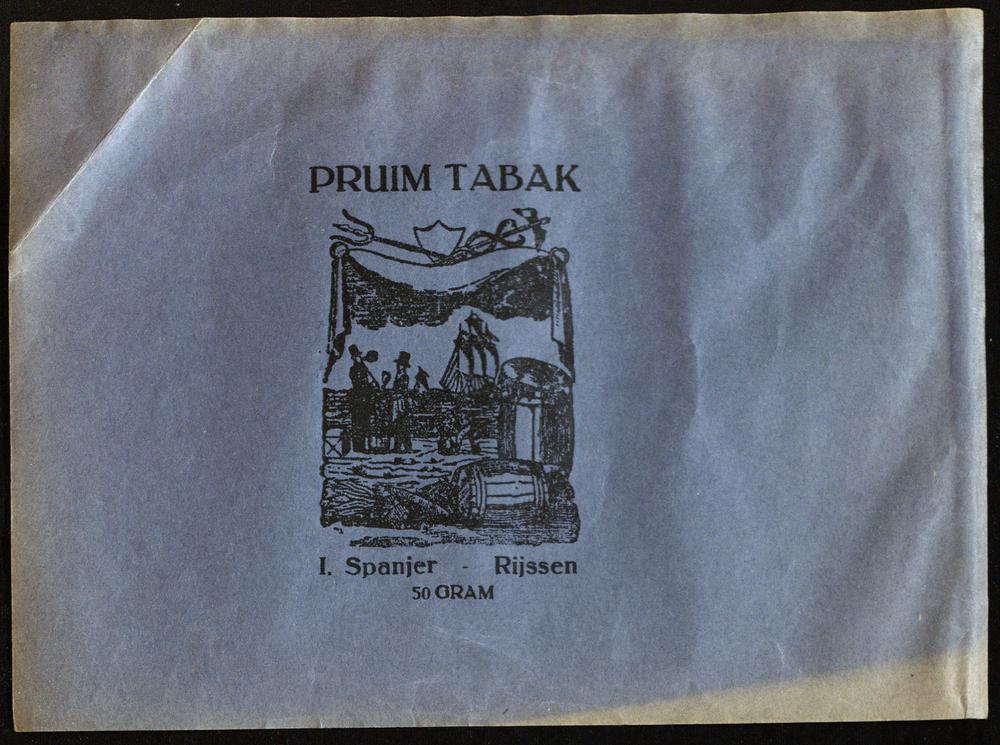 PRUIM TABAK
I. Spanjer - Rijssen
50 GRAM